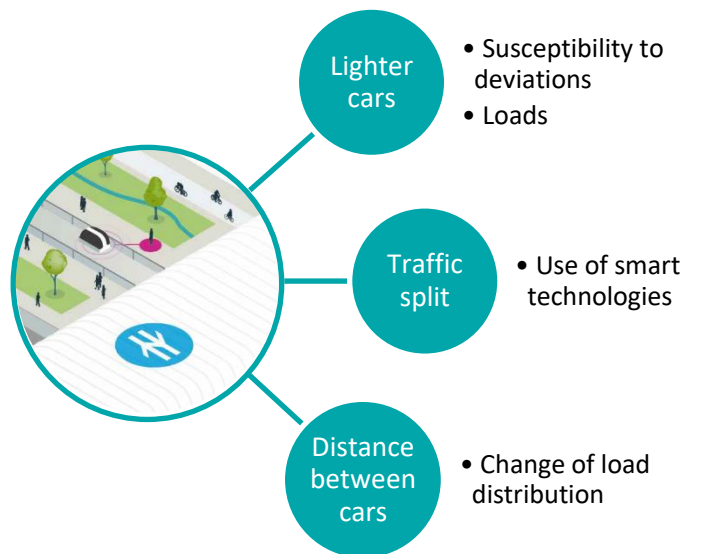 Lighter
cars
• Susceptibility to
deviations
• Loads
Traffic
split
• Use of smart
technologies
Distance
between
cars
• Change of load
distribution